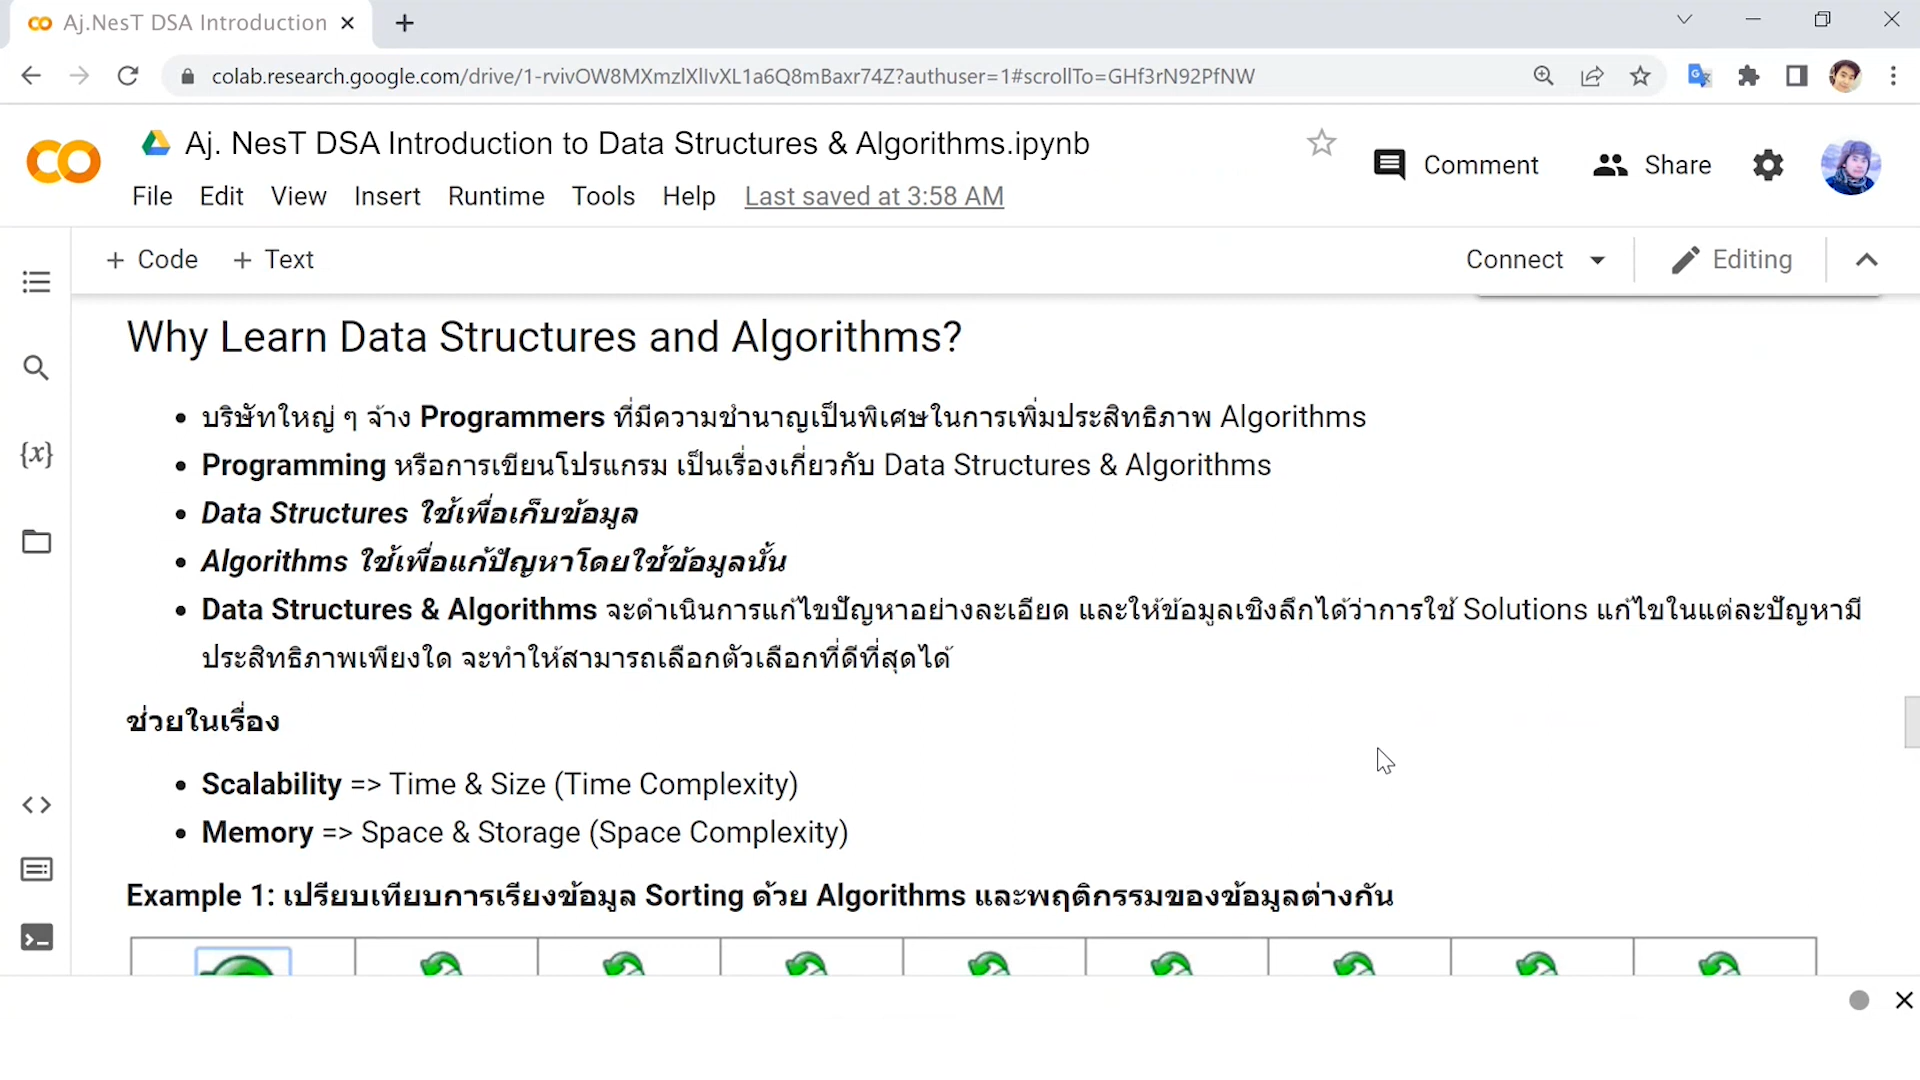 Aj.NesT DSA Introduction
colab.research.google.com/drive/1-rvivOW8MXmzlXlIvXL1a6Q8mBaxr74Z?authuser=1#scrollTo=GHf3rN92PfNW
Aj. NesT DSA Introduction to Data Structures & Algorithms.ipynb
Comment Share
File Edit View Insert Runtime Tools Help Last saved at 3:58 AM
+ Code + Text Connect Editing
Why Learn Data Structures and Algorithms?
• บริษัทใหญ่ ๆ จ้าง Programmers ที่มีความชำนาญเป็นพิเศษในการเพิ่มประสิทธิภาพ Algorithms
• Programming หรือการเขียนโปรแกรม เป็นเรื่องเกี่ยวกับ Data Structures & Algorithms
• Data Structures ใช้เพื่อเก็บข้อมูล
• Algorithms ใช้เพื่อแก้ปัญหาโดยใช้ข้อมูลนั้น
• Data Structures & Algorithms จะดำเนินการแก้ไขปัญหาอย่างละเอียด และให้ข้อมูลเชิงลึกได้ว่าการใช้ Solutions แก้ไขในแต่ละปัญหามี
ประสิทธิภาพเพียงใด จะทำให้สามารถเลือกตัวเลือกที่ดีที่สุดได้
ช่วยในเรื่อง
• Scalability => Time & Size (Time Complexity)
• Memory => Space & Storage (Space Complexity)
Example 1: เปรียบเทียบการเรียงข้อมูล Sorting ด้วย Algorithms และพฤติกรรมของข้อมูลต่างกัน